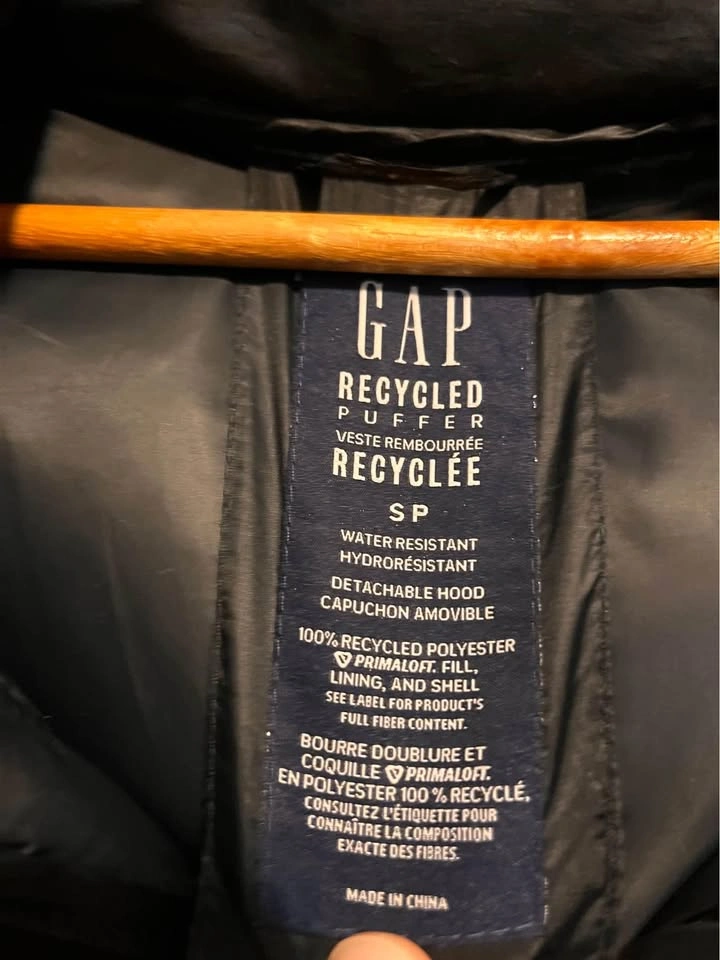 GAP
RECYCLED
PUFFER
VESTE REMBOURRÉE
RECYCLÉE
SP
WATER RESISTANT
HYDRORÉSISTANT
DETACHABLE HOOD
CAPUCHON AMOVIBLE
100% RECYCLED POLYESTER
PRIMALOFT. FILL,
LINING, AND SHELL
SEE LABEL FOR PRODUCT'S
FULL FIBER CONTENT.
BOURRE DOUBLURE ET
COQUILLE PRIMALOFT.
EN POLYESTER 100 % RECYCLÉ,
CONSULTEZ L'ÉTIQUETTE POUR
CONNAÎTRE LA COMPOSITION
EXACTE DES FIBRES.
MADE IN CHINA